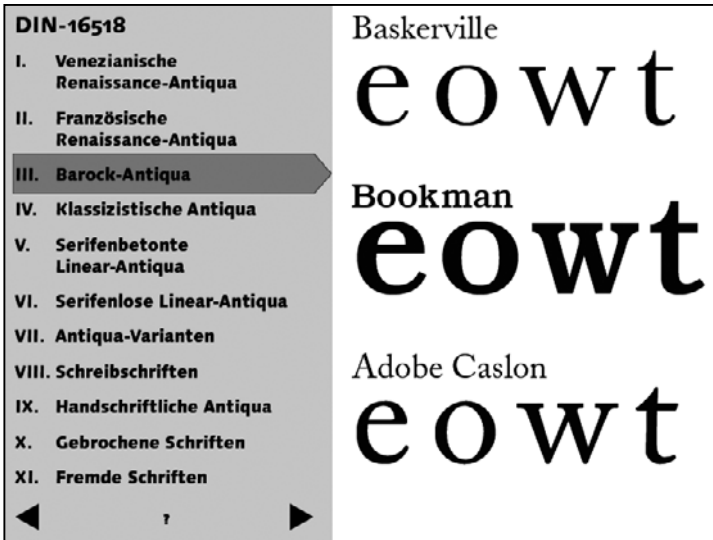 DIN-16518
I. Venezianische
Renaissance-Antiqua
II. Französische
Renaissance-Antiqua
III. Barock-Antiqua
IV. Klassizistische Antiqua
V. Serifenbetonte
Linear-Antiqua
VI. Serifenlose Linear-Antiqua
VII. Antiqua-Varianten
VIII. Schreibschriften
IX. Handschriftliche Antiqua
X. Gebrochene Schriften
XI. Fremde Schriften
?
Baskerville
e o w t
Bookman
eowt
Adobe Caslon
e o w t